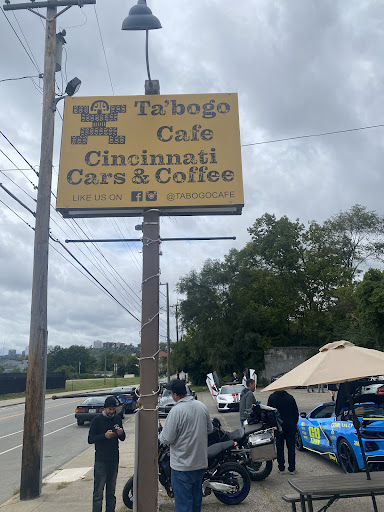 Ta'bogo
Cafe
Cincinnati
Cars & Coffee
LIKE US ON @TABOGOCAFE